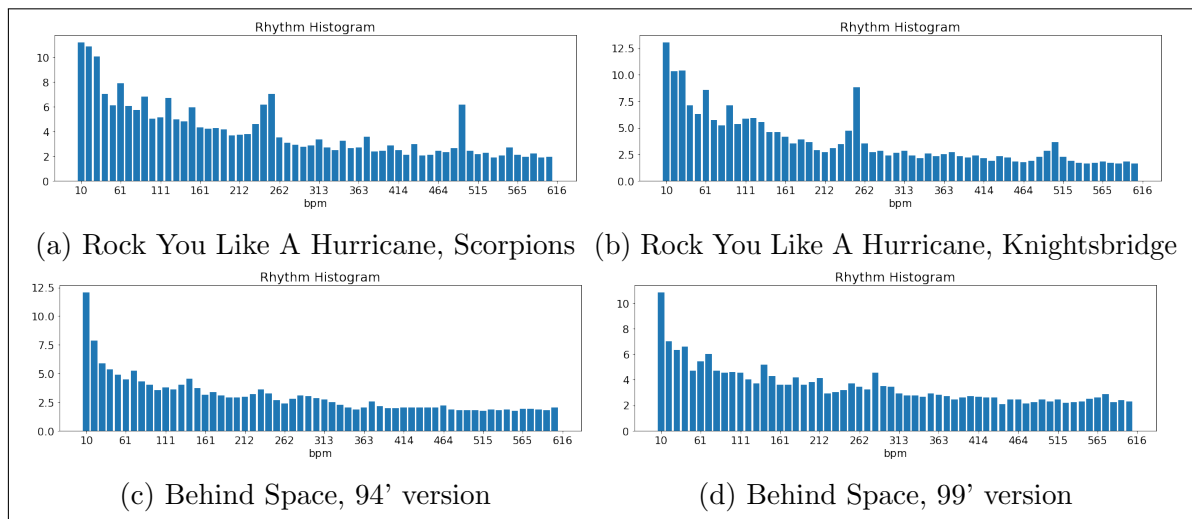 Rhythm Histogram
10
8
6
4
2
0
10 61 111 161 212 262 313 363 414 464 515 565 616
bpm
(a) Rock You Like A Hurricane, Scorpions
Rhythm Histogram
12.5
10.0
7.5
5.0
2.5
0.0
10 61 111 161 212 262 313 363 414 464 515 565 616
bpm
(b) Rock You Like A Hurricane, Knightsbridge
Rhythm Histogram
12.5
10.0
7.5
5.0
2.5
0.0
10 61 111 161 212 262 313 363 414 464 515 565 616
bpm
(c) Behind Space, 94' version
Rhythm Histogram
10
8
6
4
2
0
10 61 111 161 212 262 313 363 414 464 515 565 616
bpm
(d) Behind Space, 99' version